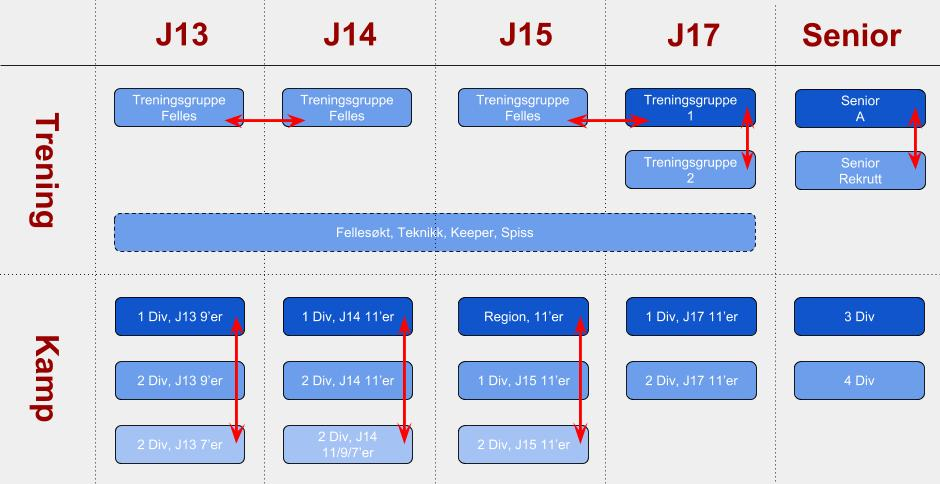 J13
J14
J15
J17
Senior
Trening
Treningsgruppe
Felles
Treningsgruppe
Felles
Treningsgruppe
Felles
Treningsgruppe
1
Senior
A
Treningsgruppe
2
Senior
Rekrutt
Fellesøkt, Teknikk, Keeper, Spiss
Kamp
1 Div, J13 9’er
1 Div, J14 11’er
Region, 11’er
1 Div, J17 11’er
3 Div
2 Div, J13 9’er
2 Div, J14 11’er
1 Div, J15 11’er
2 Div, J17 11’er
4 Div
2 Div, J13 7’er
2 Div, J14
11/9/7’er
2 Div, J15 11’er